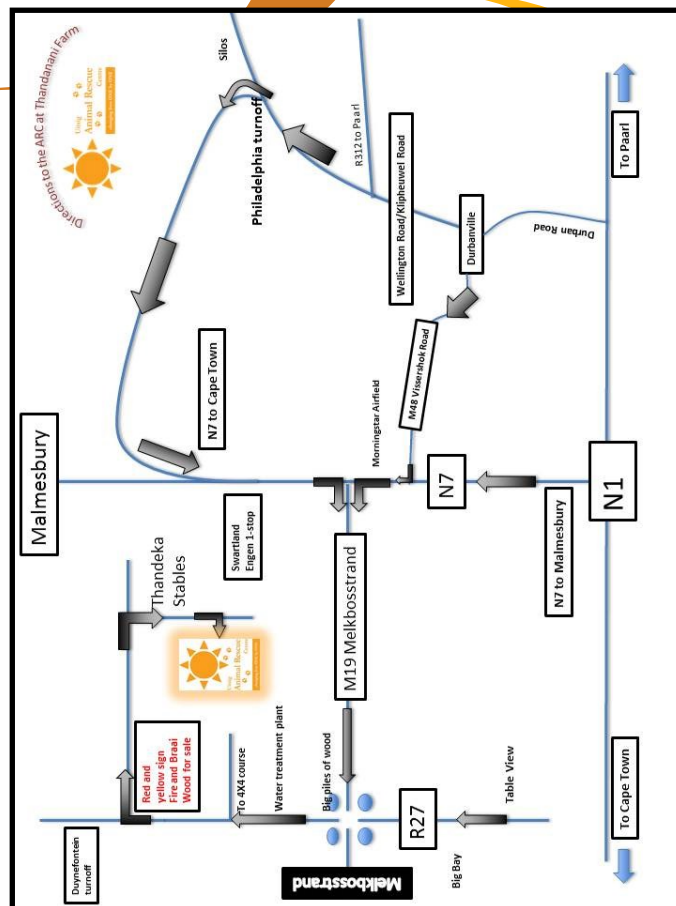 Directions to the ARC at Thandanani Farm
Uitsig
Animal Rescue
Centre
Silos
R312 to Paarl
To Paarl
Philadelphia turnoff
Wellington Road/Klipheuwel Road
Durbanville
Durban Road
N7 to Cape Town
M48 Vissershok Road
Morningstar Airfield
Malmesbury
N7
N1
Swartland
Engen 1-stop
N7 to Malmesbury
Thandeka
Stables
Animal Rescue
M19 Melkbosstrand
Red and
yellow sign
Fire and Braai
Wood for sale
To 4X4 course
Water treatment plant
Big piles of wood
R27
Table View
To Cape Town
Duynefontein
turnoff
Melkbosstrand
Big Bay